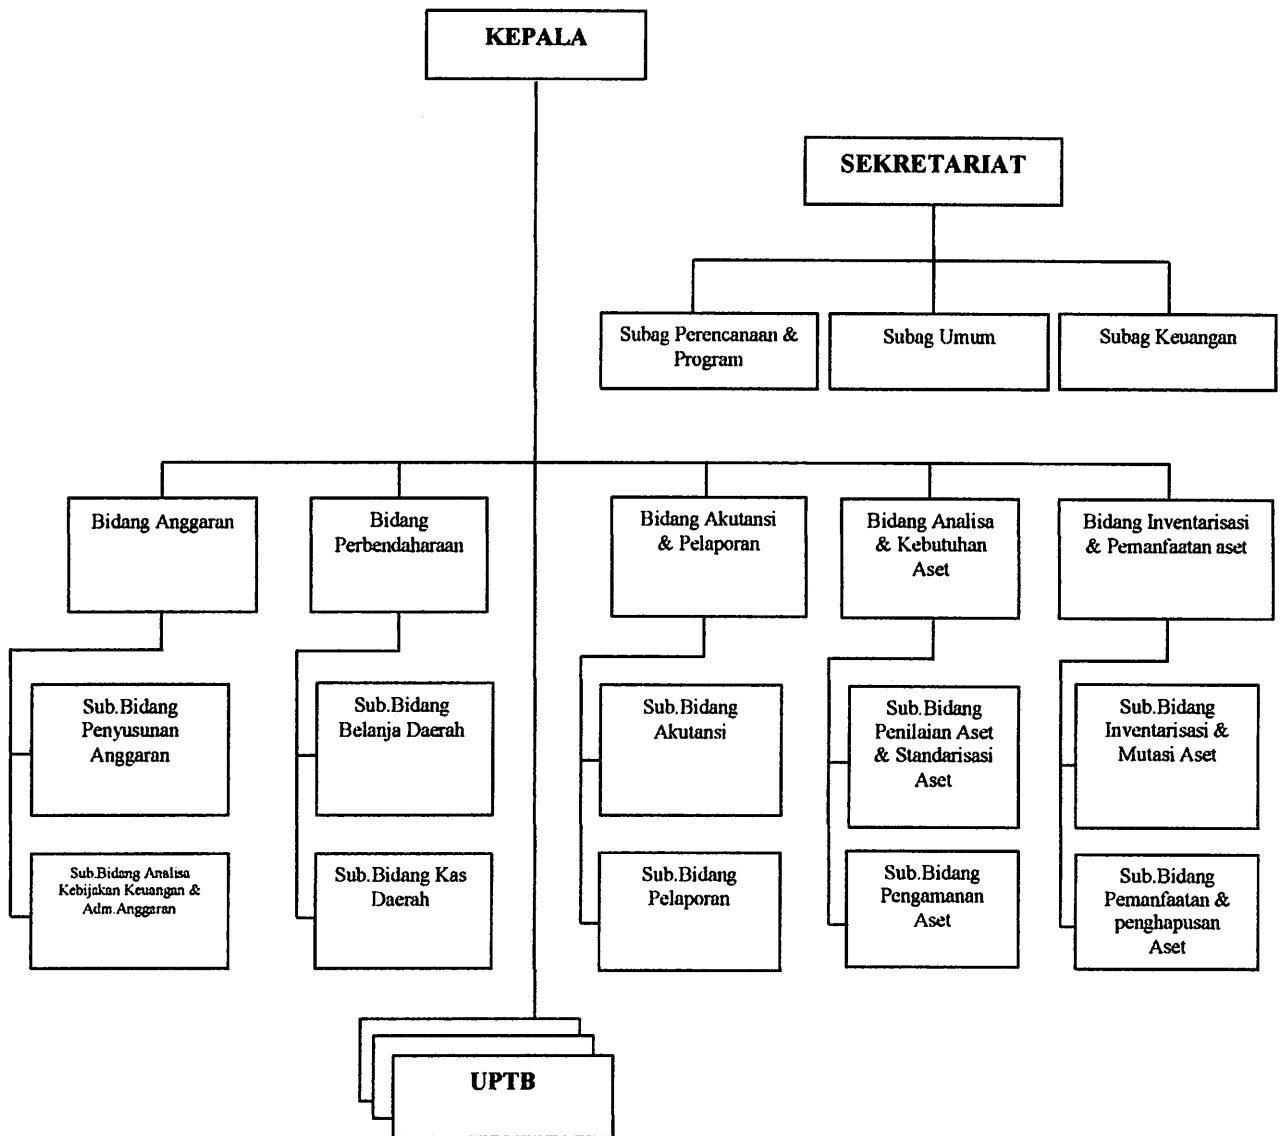 KEPALA
SEKRETARIAT
Subag Perencanaan &
Program
Subag Umum
Subag Keuangan
Bidang Anggaran
Bidang
Perbendaharaan
Bidang Akutansi
& Pelaporan
Bidang Analisa
& Kebutuhan
Aset
Bidang Inventarisasi
& Pemanfaatan aset
Sub.Bidang
Penyusunan
Anggaran
Sub.Bidang
Belanja Daerah
Sub.Bidang
Akutansi
Sub.Bidang
Penilaian Aset
& Standarisasi
Aset
Sub.Bidang
Inventarisasi &
Mutasi Aset
Sub.Bidang Analisa
Kebijakan Keuangan &
Adm.Anggaran
Sub.Bidang Kas
Daerah
Sub.Bidang
Pelaporan
Sub.Bidang
Pengamanan
Aset
Sub.Bidang
Pemanfaatan &
penghapusan
Aset
UPTB